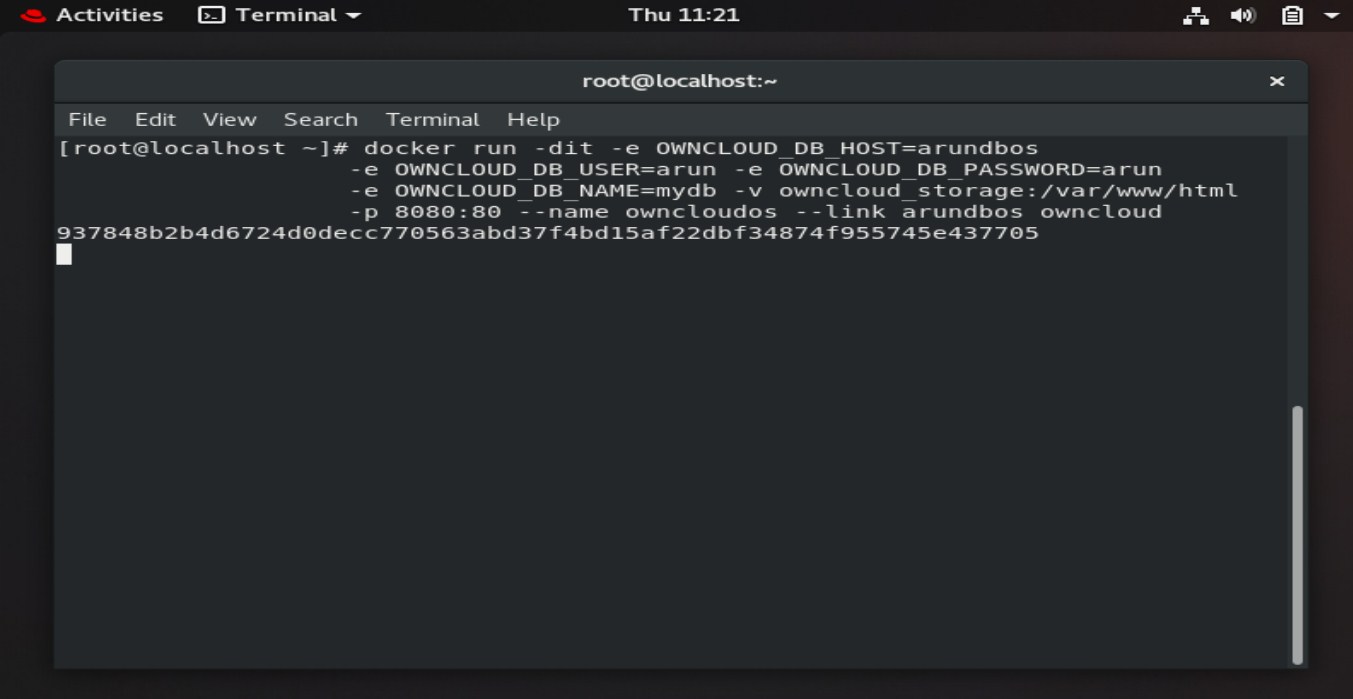 Activities Terminal Thu 11:21
root@localhost:~ ×
File Edit View Search Terminal Help
[root@localhost ~]# docker run -dit -e OWNCLOUD_DB_HOST=arundbos
-e OWNCLOUD_DB_USER=arun -e OWNCLOUD_DB_PASSWORD=arun
-e OWNCLOUD_DB_NAME=mydb -v owncloud_storage:/var/www/html
-p 8080:80 --name owncloudos --link arundbos owncloud
937848b2b4d6724d0decc770563abd37f4bd15af22dbf34874f955745e437705